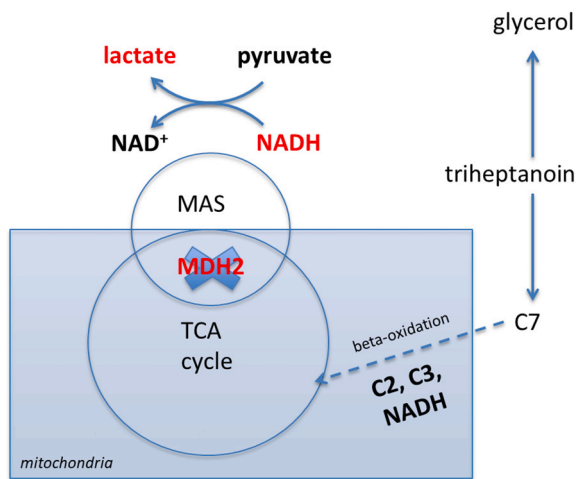 glycerol
lactate
pyruvate
NAD+
NADH
triheptanoin
MAS
MDH2
C7
TCA
cycle
beta-oxidation
C2, C3,
NADH
mitochondria